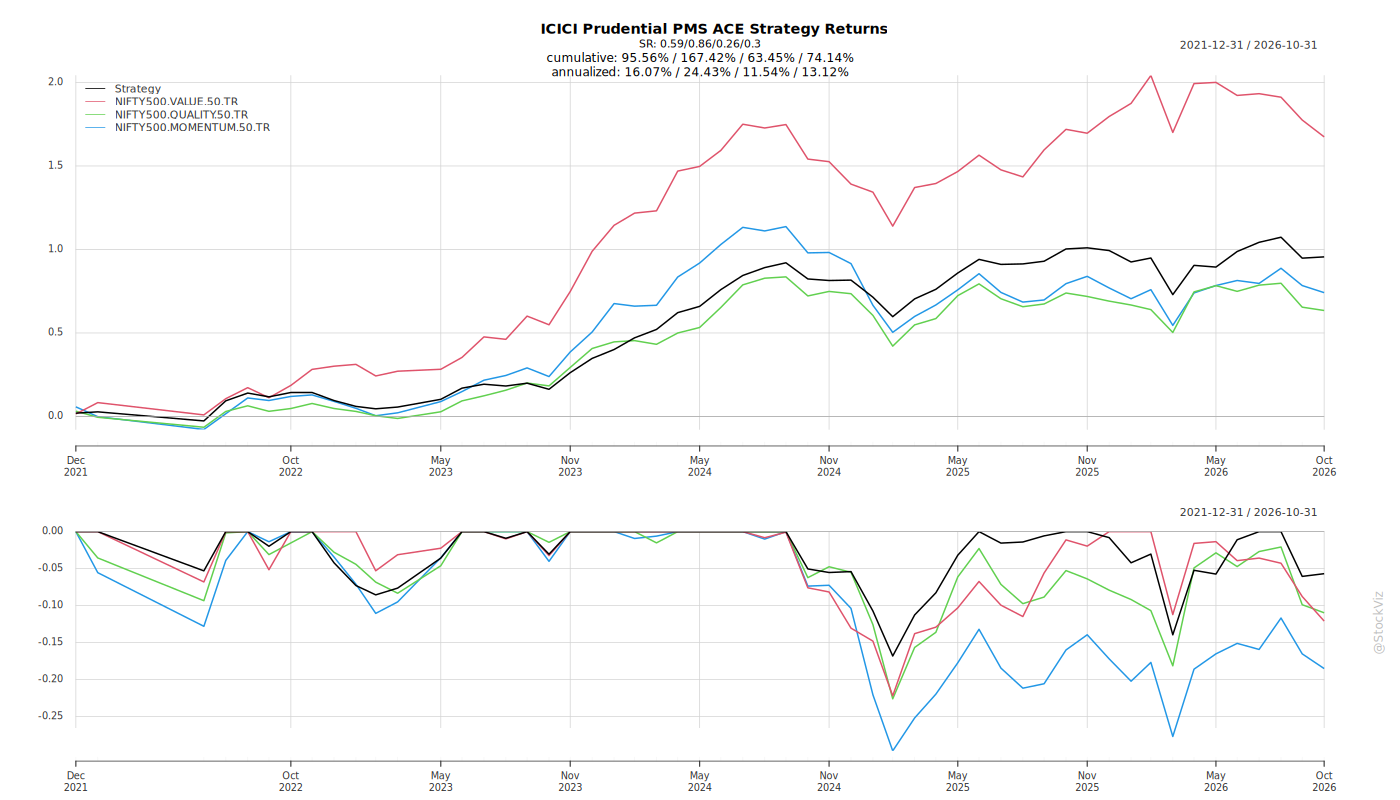 ICICI Prudential PMS ACE Strategy Returns
SR: 0.59/0.86/0.26/0.3
cumulative: 95.56% / 167.42% / 63.45% / 74.14%
annualized: 16.07% / 24.43% / 11.54% / 13.12%
2021-12-31 / 2026-10-31
Strategy
NIFTY500.VALUE.50.TR
NIFTY500.QUALITY.50.TR
NIFTY500.MOMENTUM.50.TR
2.0
1.5
1.0
0.5
0.0
Dec Oct May Nov May Nov May Nov May Oct
2021 2022 2023 2023 2024 2024 2025 2025 2026 2026
2021-12-31 / 2026-10-31
0.00
-0.05
-0.10
-0.15
-0.20
-0.25
Dec Oct May Nov May Nov May Nov May Oct
2021 2022 2023 2023 2024 2024 2025 2025 2026 2026
@StockViz